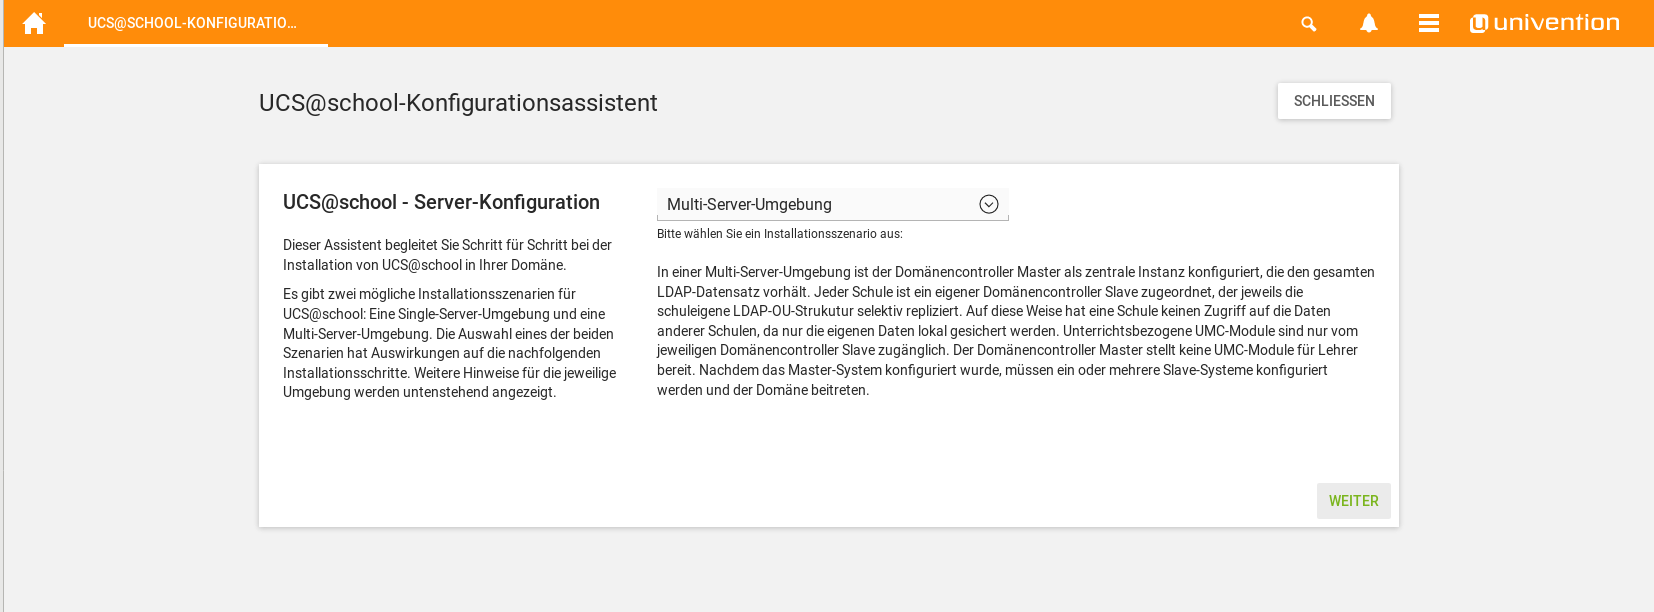 UCS@SCHOOL-KONFIGURATIO...
univention
UCS@school-Konfigurationsassistent
SCHLIESSEN
UCS@school - Server-Konfiguration
Dieser Assistent begleitet Sie Schritt für Schritt bei der
Installation von UCS@school in Ihrer Domäne.
Es gibt zwei mögliche Installationsszenarien für
UCS@school: Eine Single-Server-Umgebung und eine
Multi-Server-Umgebung. Die Auswahl eines der beiden
Szenarien hat Auswirkungen auf die nachfolgenden
Installationsschritte. Weitere Hinweise für die jeweilige
Umgebung werden untenstehend angezeigt.
Multi-Server-Umgebung
Bitte wählen Sie ein Installationsszenario aus:
In einer Multi-Server-Umgebung ist der Domänencontroller Master als zentrale Instanz konfiguriert, die den gesamten
LDAP-Datensatz vorhält. Jeder Schule ist ein eigener Domänencontroller Slave zugeordnet, der jeweils die
schuleigene LDAP-OU-Strukutur selektiv repliziert. Auf diese Weise hat eine Schule keinen Zugriff auf die Daten
anderer Schulen, da nur die eigenen Daten lokal gesichert werden. Unterrichtsbezogene UMC-Module sind nur vom
jeweiligen Domänencontroller Slave zugänglich. Der Domänencontroller Master stellt keine UMC-Module für Lehrer
bereit. Nachdem das Master-System konfiguriert wurde, müssen ein oder mehrere Slave-Systeme konfiguriert
werden und der Domäne beitreten.
WEITER